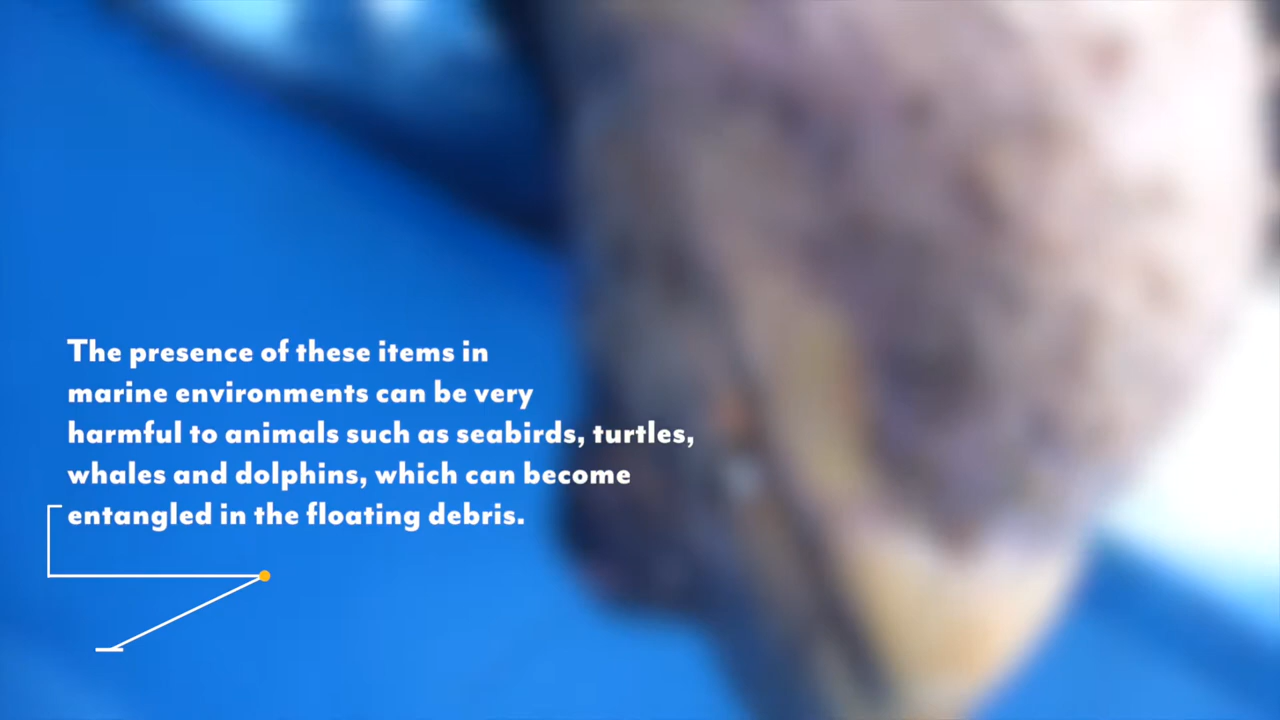 The presence of these items in
marine environments can be very
harmful to animals such as seabirds, turtles,
whales and dolphins, which can become
entangled in the floating debris.